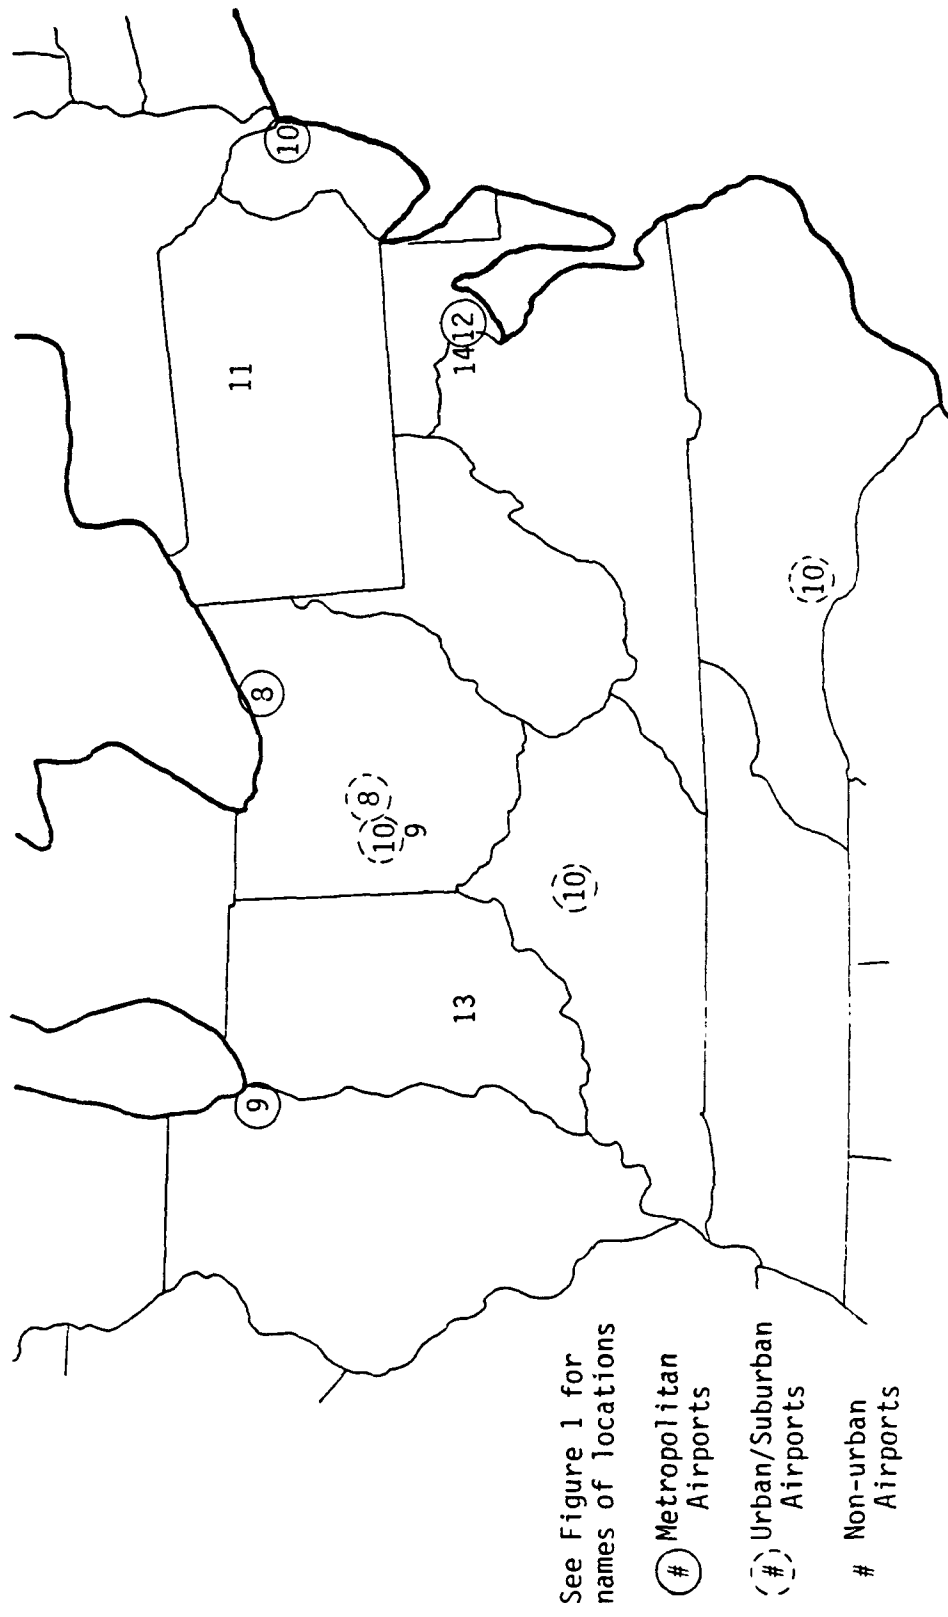 11
9
8
10
8
10
9
13
14 12
10
10
See Figure 1 for
names of locations
# Metropolitan
Airports
# Urban/Suburban
Airports
# Non-urban
Airports